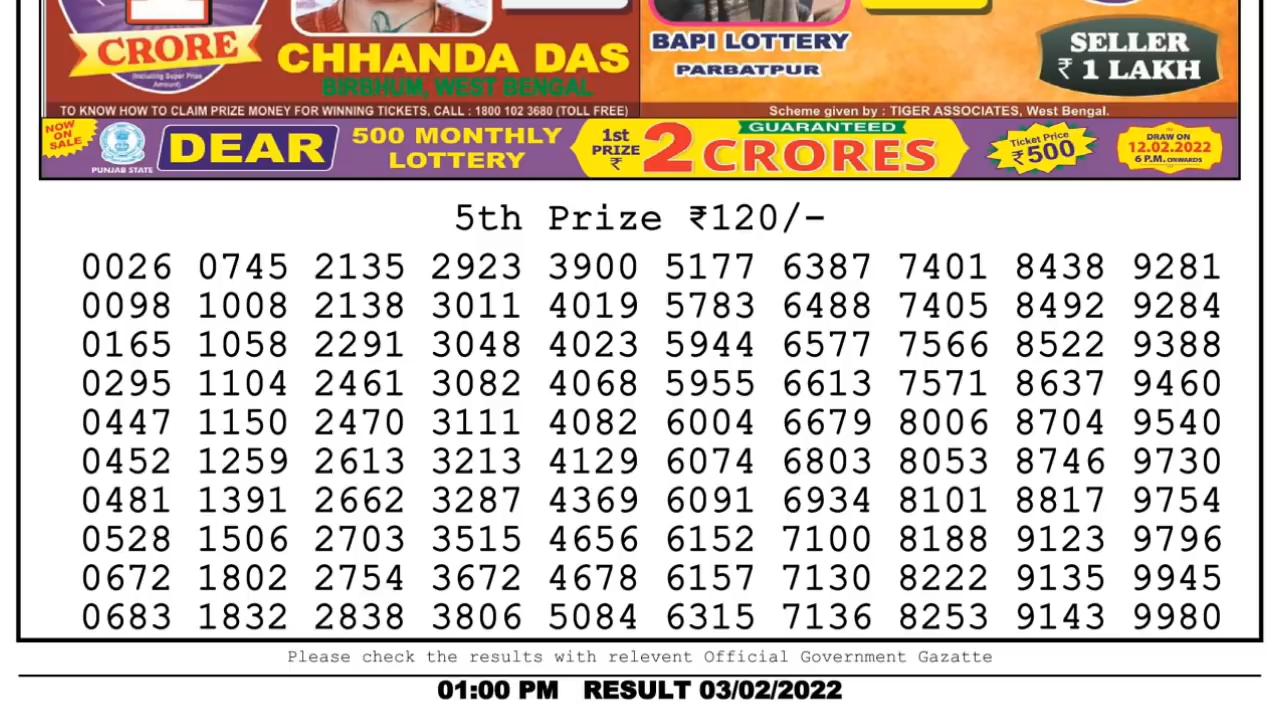 1
CRORE
(Including Super Prize Amount)
CHHANDA DAS
BIRBHUM, WEST BENGAL
BAPI LOTTERY
PARBATPUR
SELLER
₹ 1 LAKH
TO KNOW HOW TO CLAIM PRIZE MONEY FOR WINNING TICKETS, CALL : 1800 102 3680 (TOLL FREE)
Scheme given by : TIGER ASSOCIATES, West Bengal.
NOW
ON
SALE
PUNJAB STATE
DEAR
500 MONTHLY
LOTTERY
1st
PRIZE
₹
2 CRORES
GUARANTEED
Ticket Price
₹500
DRAW ON
12.02.2022
6 P.M. ONWARDS
5th Prize ₹120/-
0026 0745 2135 2923 3900 5177 6387 7401 8438 9281
0098 1008 2138 3011 4019 5783 6488 7405 8492 9284
0165 1058 2291 3048 4023 5944 6577 7566 8522 9388
0295 1104 2461 3082 4068 5955 6613 7571 8637 9460
0447 1150 2470 3111 4082 6004 6679 8006 8704 9540
0452 1259 2613 3213 4129 6074 6803 8053 8746 9730
0481 1391 2662 3287 4369 6091 6934 8101 8817 9754
0528 1506 2703 3515 4656 6152 7100 8188 9123 9796
0672 1802 2754 3672 4678 6157 7130 8222 9135 9945
0683 1832 2838 3806 5084 6315 7136 8253 9143 9980
Please check the results with relevent Official Government Gazatte
01:00 PM RESULT 03/02/2022